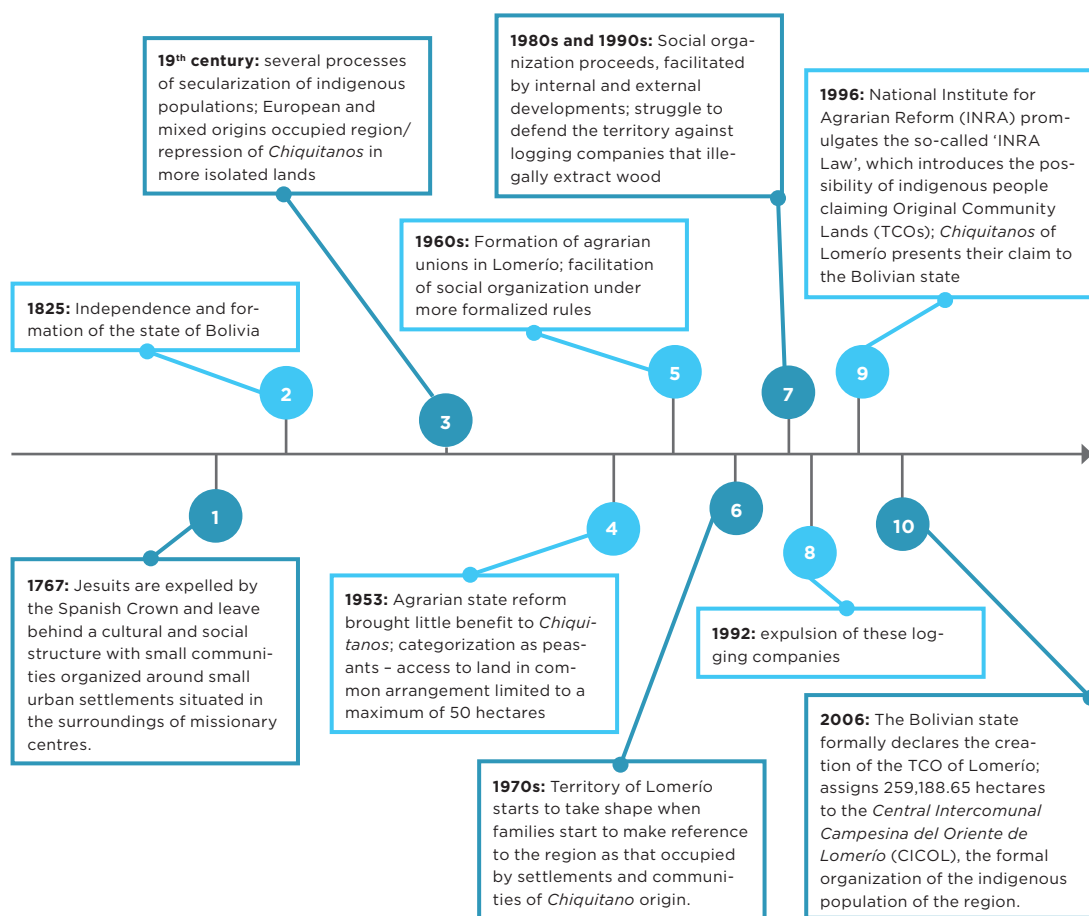 19th century: several processes
of secularization of indigenous
populations; European and
mixed origins occupied region/
repression of Chiquitanos in
more isolated lands
1980s and 1990s: Social orga-
nization proceeds, facilitated
by internal and external
developments; struggle to
defend the territory against
logging companies that ille-
gally extract wood
1996: National Institute for
Agrarian Reform (INRA) prom-
ulgates the so-called ‘INRA
Law’, which introduces the pos-
sibility of indigenous people
claiming Original Community
Lands (TCOs); Chiquitanos of
Lomerío presents their claim to
the Bolivian state
1960s: Formation of agrarian
unions in Lomerío; facilitation
of social organization under
more formalized rules
1825: Independence and for-
mation of the state of Bolivia
2
3
5
7
9
1
4
6
8
10
1767: Jesuits are expelled by
the Spanish Crown and leave
behind a cultural and social
structure with small communi-
ties organized around small
urban settlements situated in
the surroundings of missionary
centres.
1953: Agrarian state reform
brought little benefit to Chiqui-
tanos; categorization as peas-
ants – access to land in com-
mon arrangement limited to a
maximum of 50 hectares
1992: expulsion of these log-
ging companies
1970s: Territory of Lomerío
starts to take shape when
families start to make reference
to the region as that occupied
by settlements and communi-
ties of Chiquitano origin.
2006: The Bolivian state
formally declares the crea-
tion of the TCO of Lomerío;
assigns 259,188.65 hectares
to the Central Intercomunal
Campesina del Oriente de
Lomerío (CICOL), the formal
organization of the indigenous
population of the region.